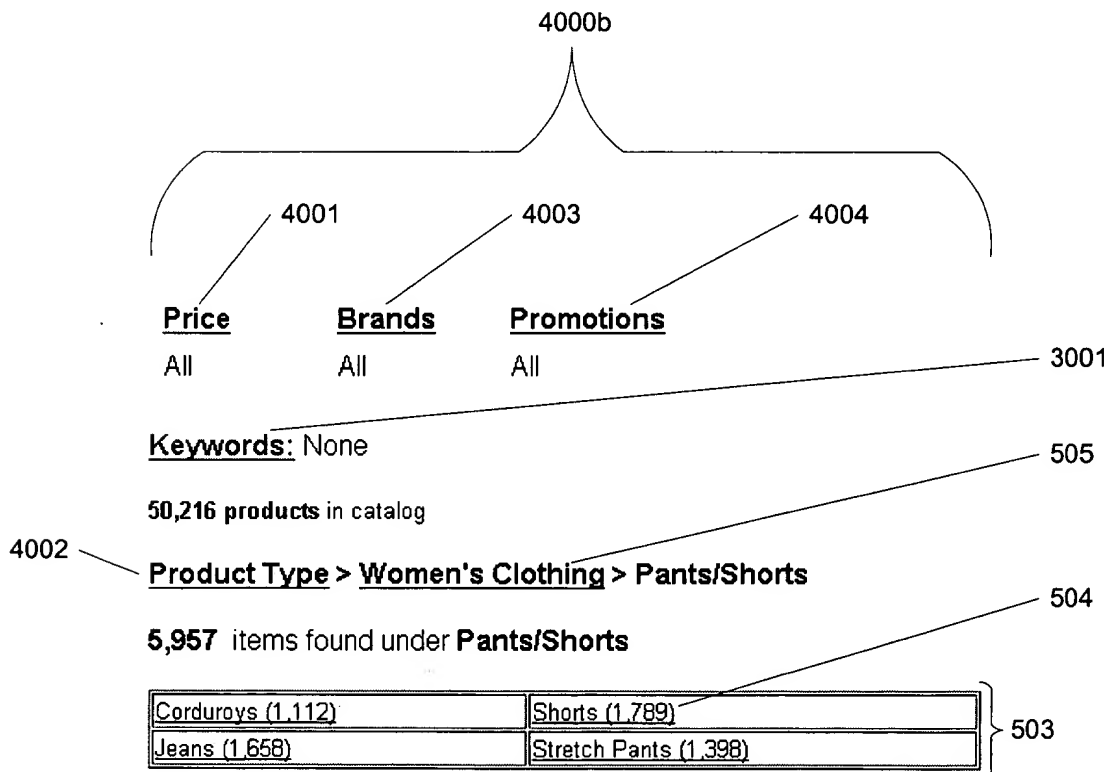 4000b
4001 4003 4004
Price Brands Promotions
All All All
3001
Keywords: None
505
50,216 products in catalog
4002
Product Type > Women's Clothing > Pants/Shorts
504
5,957 items found under Pants/Shorts
Corduroys (1,112) Shorts (1,789)
503
Jeans (1,658) Stretch Pants (1,398)